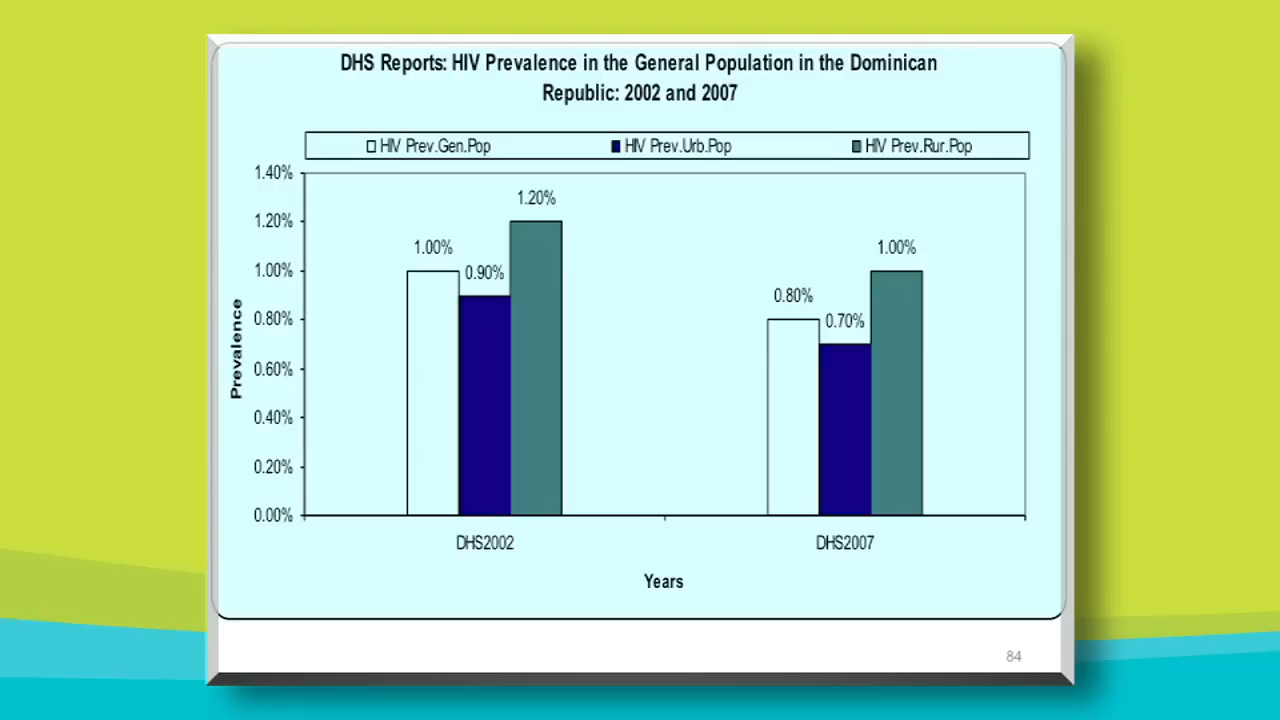 DHS Reports: HIV Prevalence in the General Population in the Dominican
Republic: 2002 and 2007
HIV Prev.Gen.Pop HIV Prev.Urb.Pop HIV Prev.Rur.Pop
1.40%
1.20%
1.00%
0.80%
0.60%
0.40%
0.20%
0.00%
Prevalence
1.00%
0.90%
1.20%
0.80%
0.70%
1.00%
DHS2002 DHS2007
Years
84